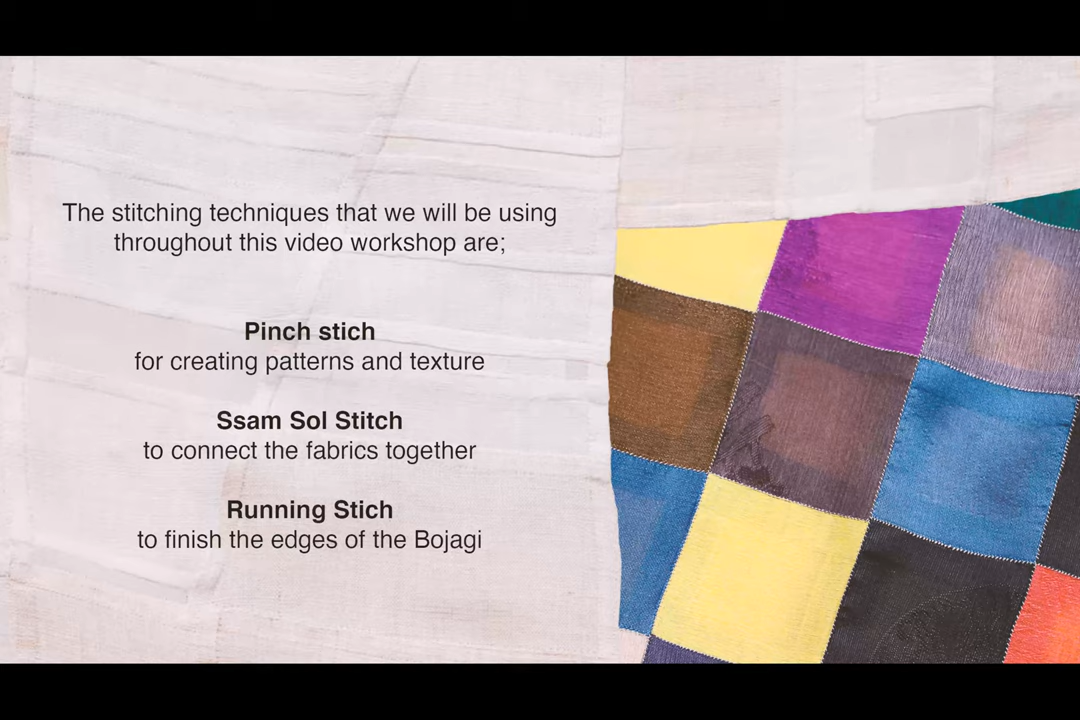 The stitching techniques that we will be using
throughout this video workshop are;
Pinch stich
for creating patterns and texture
Ssam Sol Stitch
to connect the fabrics together
Running Stich
to finish the edges of the Bojagi